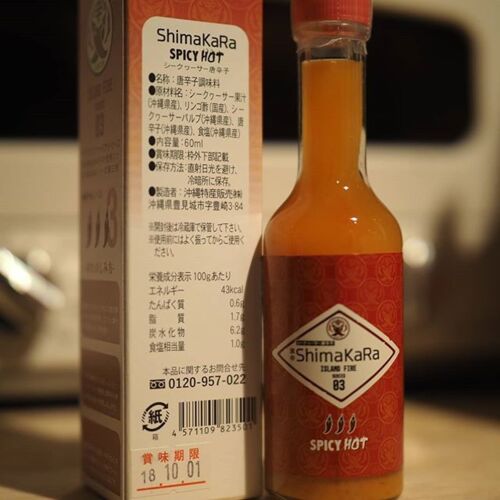 ShimaKaRa
SPICY HOT
シークヮーサー唐辛子
●名称：唐辛子調味料
●原材料名：シークヮーサー果汁
(沖縄県産)、リンゴ酢(国産)、シー
クヮーサーパルプ(沖縄県産)、唐
辛子(沖縄県産)、食塩(沖縄県産)
●内容量：60ml
●賞味期限：枠外下部記載
●保存方法：直射日光を避け、
冷暗所に保存。
●製造者：沖縄特産販売㈱
沖縄県豊見城市字豊崎3-84
※開封後は冷蔵庫で保管して下さい。
※使用前にはよく振ってからご使用く
ださい。
栄養成分表示 100gあたり
エネルギー 43kcal
たんぱく質 0.6g
脂質 1.7g
炭水化物 6.2g
食塩相当量 1.0g
本品に関するお問合せ先
0120-957-022
紙
箱
4 571109 82350
賞味期限
18.10.01
83
ShimaKaRa
ISLAND FIRE
83
SPICY HOT